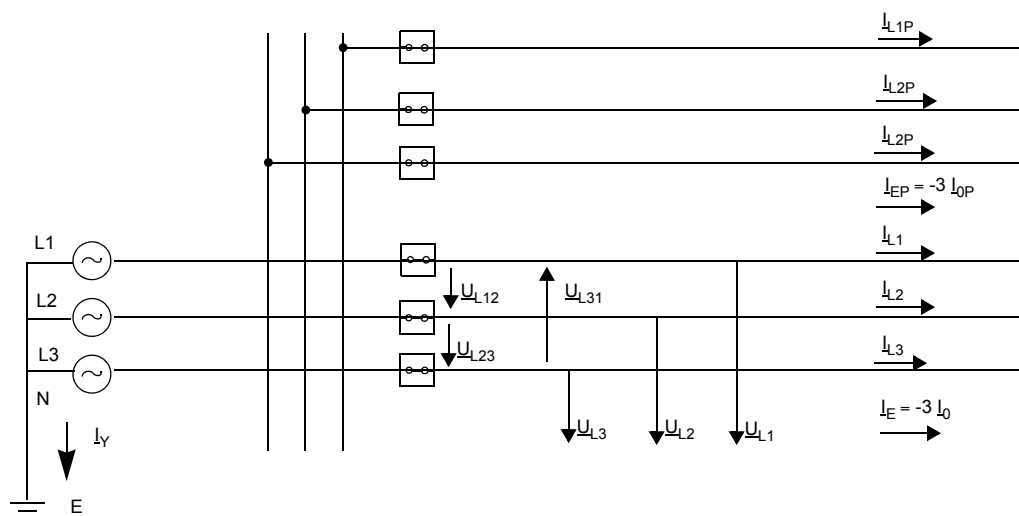 I_L1P
I_L2P
I_L2P
I_EP = -3 I_0P
L1
I_L1
U_L12
U_L31
L2
I_L2
U_L23
L3
I_L3
N
I_E = -3 I_0
I_Y
U_L3
U_L2
U_L1
E